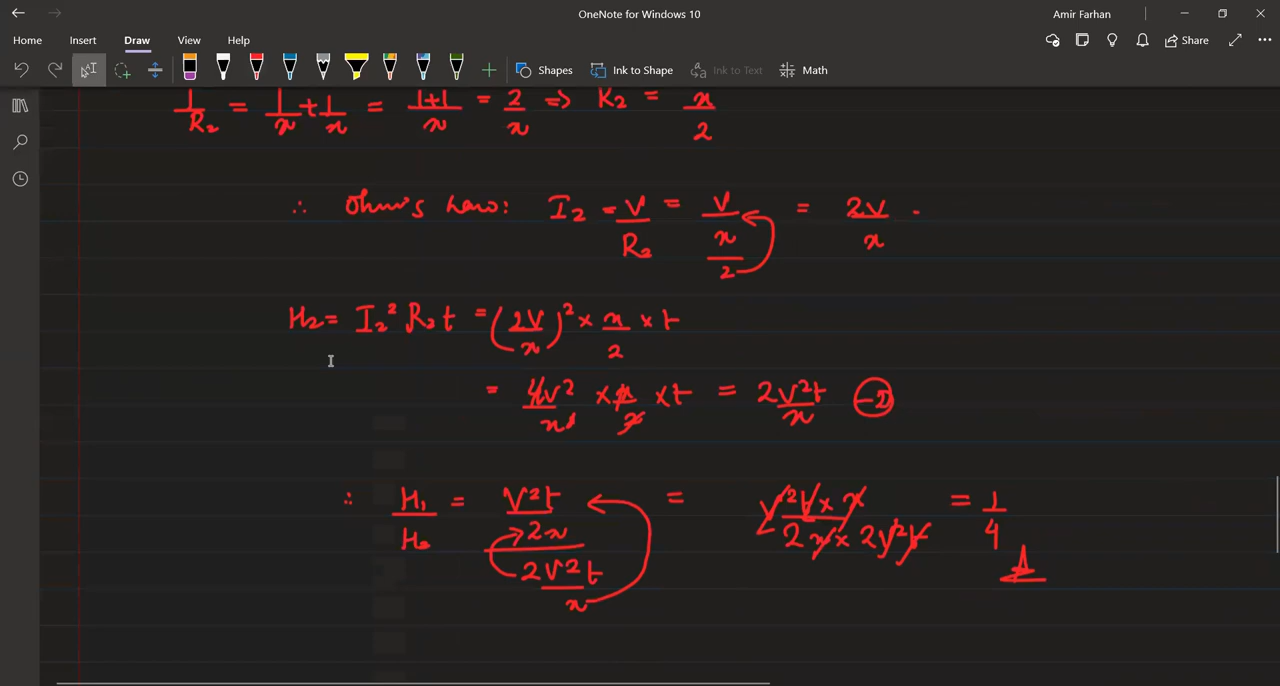 OneNote for Windows 10
Amir Farhan
Home Insert Draw View Help
Share
Shapes Ink to Shape Ink to Text Math
1/R₂ = 1/x + 1/x = 1+1/x = 2/x => R₂ = x/2
∴ Ohm's Law: I₂ = V/R₂ = V/(x/2) = 2V/x
H₂ = I₂² R₂ t = (2V/x)² × x/2 × t
= 4V²/x² × x/2 × t = 2V²t/x —2
∴ H₁/H₂ = (V²t/2x)/(2V²t/x) = V²t × x/2x × 2V²t = 1/4